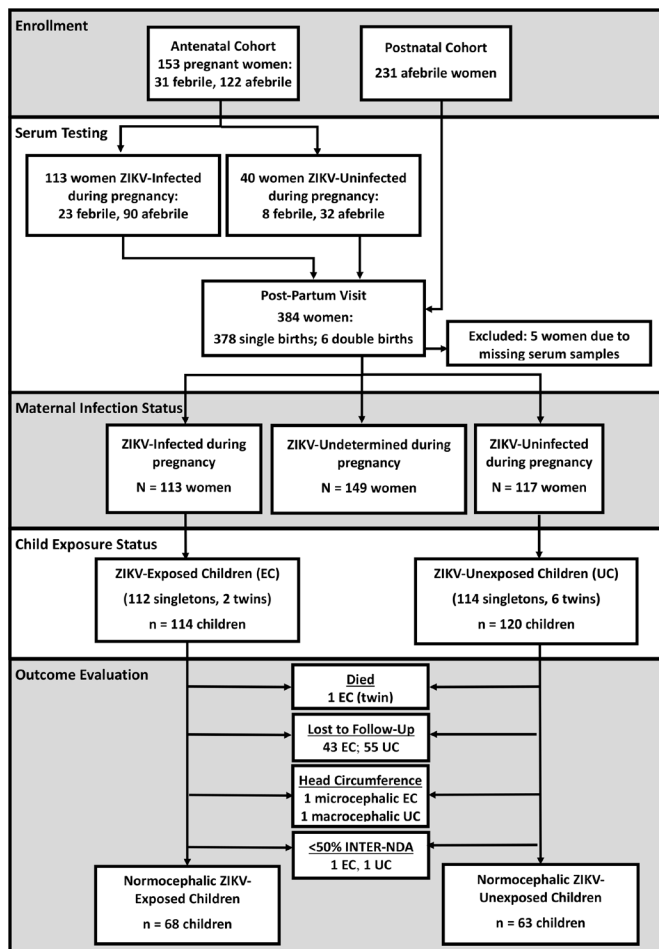 Enrollment
Antenatal Cohort
153 pregnant women:
31 febrile, 122 afebrile
Postnatal Cohort
231 afebrile women
Serum Testing
113 women ZIKV-Infected
during pregnancy:
23 febrile, 90 afebrile
40 women ZIKV-Uninfected
during pregnancy:
8 febrile, 32 afebrile
Post-Partum Visit
384 women:
378 single births; 6 double births
Excluded: 5 women due to
missing serum samples
Maternal Infection Status
ZIKV-Infected during
pregnancy
N = 113 women
ZIKV-Undetermined during
pregnancy
N = 149 women
ZIKV-Uninfected
during pregnancy
N = 117 women
Child Exposure Status
ZIKV-Exposed Children (EC)
(112 singletons, 2 twins)
n = 114 children
ZIKV-Unexposed Children (UC)
(114 singletons, 6 twins)
n = 120 children
Outcome Evaluation
Died
1 EC (twin)
Lost to Follow-Up
43 EC; 55 UC
Head Circumference
1 microcephalic EC
1 macrocephalic UC
<50% INTER-NDA
1 EC, 1 UC
Normocephalic ZIKV-
Exposed Children
n = 68 children
Normocephalic ZIKV-
Unexposed Children
n = 63 children